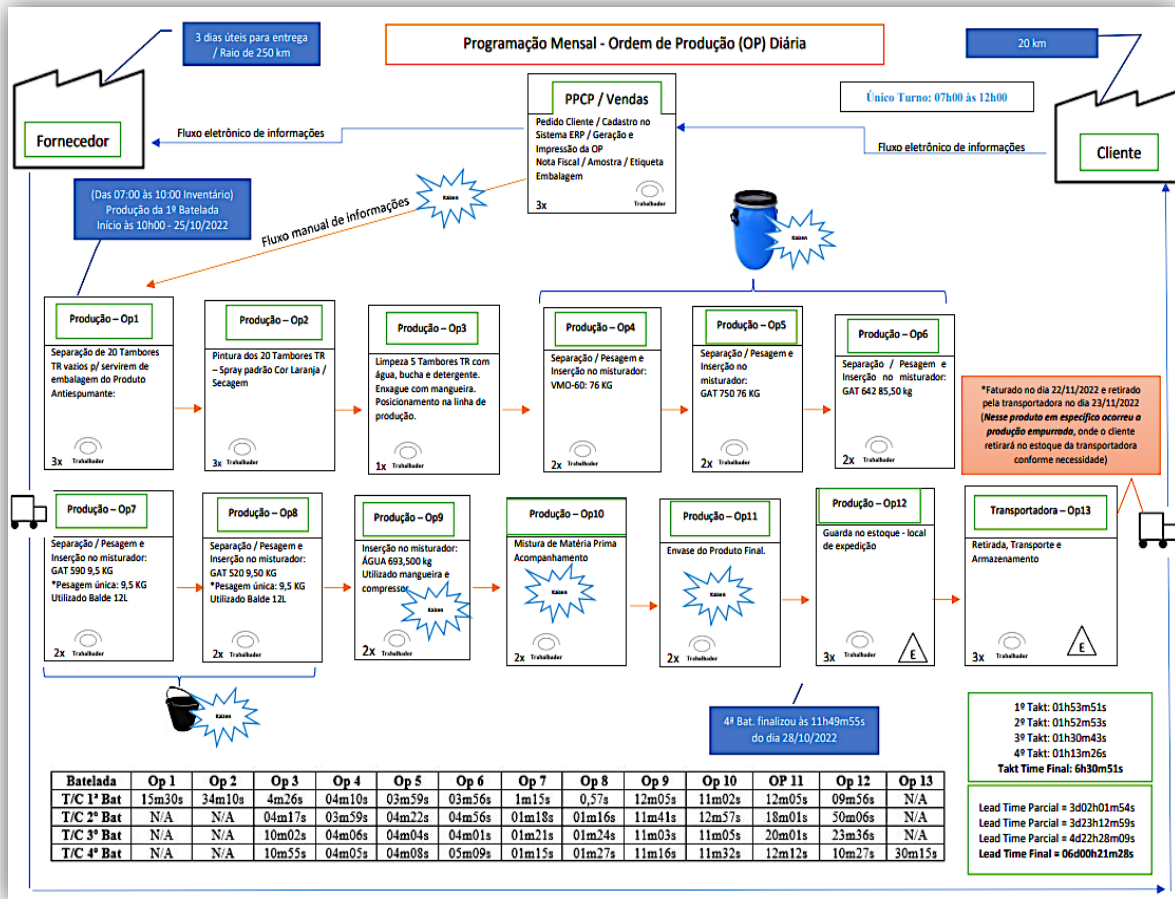 3 dias úteis para entrega
/ Raio de 250 km
Programação Mensal - Ordem de Produção (OP) Diária
20 km
Único Turno: 07h00 às 12h00
PPCP / Vendas
Pedido Cliente / Cadastro no
Sistema ERP / Geração e
Impressão da OP
Nota Fiscal / Amostra / Etiqueta
Embalagem
3x
Trabalhador
Fornecedor
Fluxo eletrônico de informações
Fluxo eletrônico de informações
Cliente
(Das 07:00 às 10:00 Inventário)
Produção da 1º Batelada
Início às 10h00 - 25/10/2022
Fluxo manual de informações
Kaizen
Kaizen
Produção – Op1
Separação de 20 Tambores
TR vazios p/ servirem de
embalagem do Produto
Antiespumante:
3x
Trabalhador
Produção – Op2
Pintura dos 20 Tambores TR
– Spray padrão Cor Laranja /
Secagem
3x
Trabalhador
Produção – Op3
Limpeza 5 Tambores TR com
água, bucha e detergente.
Enxague com mangueira.
Posicionamento na linha de
produção.
1x
Trabalhador
Produção – Op4
Separação / Pesagem e
Inserção no misturador:
VMO-60: 76 KG
2x
Trabalhador
Produção – Op5
Separação / Pesagem e
Inserção no
misturador:
GAT 750 76 KG
2x
Trabalhador
Produção – Op6
Separação / Pesagem e
Inserção no misturador:
GAT 642 85,50 kg
2x
Trabalhador
*Faturado no dia 22/11/2022 e retirado
pela transportadora no dia 23/11/2022
(Nesse produto em específico ocorreu a
produção empurrada, onde o cliente
retirará no estoque da transportadora
conforme necessidade)
Produção – Op7
Separação / Pesagem e
Inserção no misturador:
GAT 590 9,5 KG
*Pesagem única: 9,5 KG
Utilizado Balde 12L
2x
Trabalhador
Produção – Op8
Separação / Pesagem e
Inserção no misturador:
GAT 520 9,50 KG
*Pesagem única: 9,5 KG
Utilizado Balde 12L
2x
Trabalhador
Kaizen
Produção – Op9
Inserção no misturador:
ÁGUA 693,500 kg
Utilizado mangueira e
compressor
Kaizen
2x
Trabalhador
Produção – Op10
Mistura de Matéria Prima
Acompanhamento
Kaizen
2x
Trabalhador
Produção – Op11
Envase do Produto Final.
Kaizen
2x
Trabalhador
Produção – Op12
Guarda no estoque - local
de expedição
3x
Trabalhador
E
Transportadora – Op13
Retirada, Transporte e
Armazenamento
3x
Trabalhador
E
4ª Bat. finalizou às 11h49m55s
do dia 28/10/2022
1º Takt: 01h53m51s
2º Takt: 01h52m53s
3º Takt: 01h30m43s
4º Takt: 01h13m26s
Takt Time Final: 6h30m51s
Lead Time Parcial = 3d02h01m54s
Lead Time Parcial = 3d23h12m59s
Lead Time Parcial = 4d22h28m09s
Lead Time Final = 06d00h21m28s
Batelada Op 1 Op 2 Op 3 Op 4 Op 5 Op 6 Op 7 Op 8 Op 9 Op 10 OP 11 Op 12 Op 13
T/C 1ª Bat 15m30s 34m10s 4m26s 04m10s 03m59s 03m56s 1m15s 0,57s 12m05s 11m02s 12m05s 09m56s N/A
T/C 2º Bat N/A N/A 04m17s 03m59s 04m22s 04m56s 01m18s 01m16s 11m41s 12m57s 18m01s 50m06s N/A
T/C 3º Bat N/A N/A 10m02s 04m06s 04m04s 04m01s 01m21s 01m24s 11m03s 11m05s 20m01s 23m36s N/A
T/C 4º Bat N/A N/A 10m55s 04m05s 04m08s 05m09s 01m15s 01m27s 11m16s 11m32s 12m12s 10m27s 30m15s